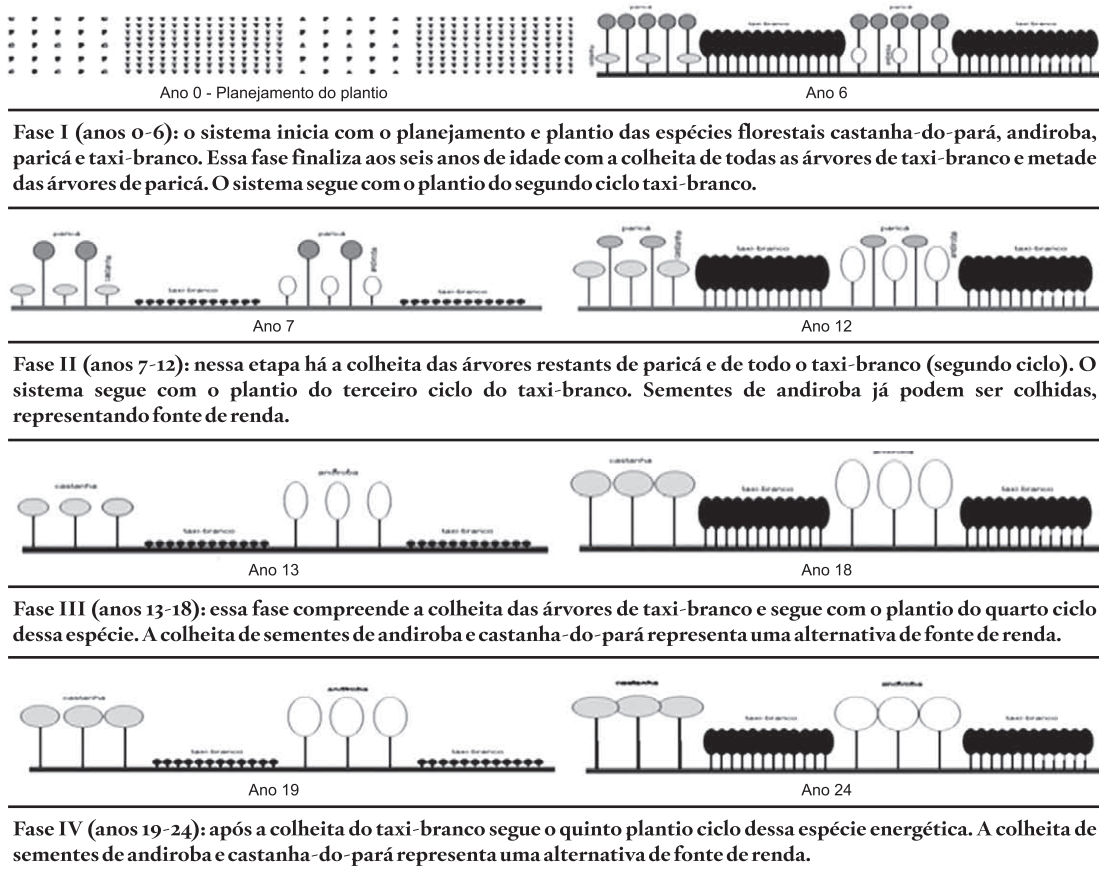 paricá
paricá
taxi-branco
taxi-branco
castanha
andiroba
Ano 0 - Planejamento do plantio
Ano 6
Fase I (anos 0-6): o sistema inicia com o planejamento e plantio das espécies florestais castanha-do-pará, andiroba,
paricá e taxi-branco. Essa fase finaliza aos seis anos de idade com a colheita de todas as árvores de taxi-branco e metade
das árvores de paricá. O sistema segue com o plantio do segundo ciclo taxi-branco.
paricá
castanha
taxi-branco
paricá
andiroba
taxi-branco
paricá
castanha
taxi-branco
paricá
andiroba
taxi-branco
Ano 7
Ano 12
Fase II (anos 7-12): nessa etapa há a colheita das árvores restants de paricá e de todo o taxi-branco (segundo ciclo). O
sistema segue com o plantio do terceiro ciclo do taxi-branco. Sementes de andiroba já podem ser colhidas,
representando fonte de renda.
castanha
taxi-branco
andiroba
taxi-branco
castanha
taxi-branco
andiroba
taxi-branco
Ano 13
Ano 18
Fase III (anos 13-18): essa fase compreende a colheita das árvores de taxi-branco e segue com o plantio do quarto ciclo
dessa espécie. A colheita de sementes de andiroba e castanha-do-pará representa uma alternativa de fonte de renda.
castanha
taxi-branco
andiroba
taxi-branco
castanha
taxi-branco
andiroba
taxi-branco
Ano 19
Ano 24
Fase IV (anos 19-24): após a colheita do taxi-branco segue o quinto plantio ciclo dessa espécie energética. A colheita de
sementes de andiroba e castanha-do-pará representa uma alternativa de fonte de renda.